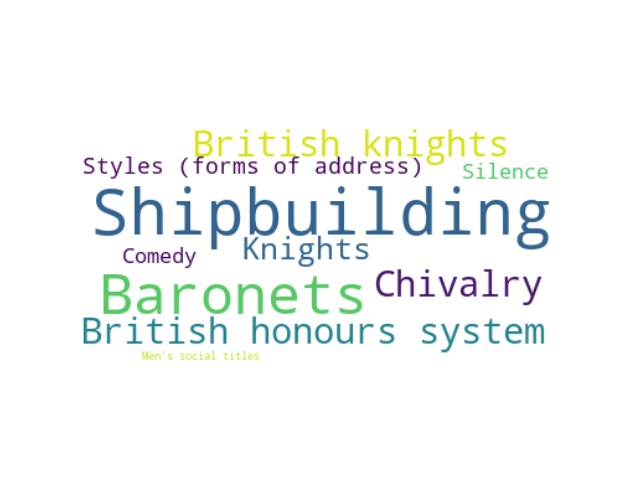 British knights
Styles (forms of address)
Silence
Shipbuilding
Knights
Comedy
Baronets
Chivalry
British honours system
Men's social titles